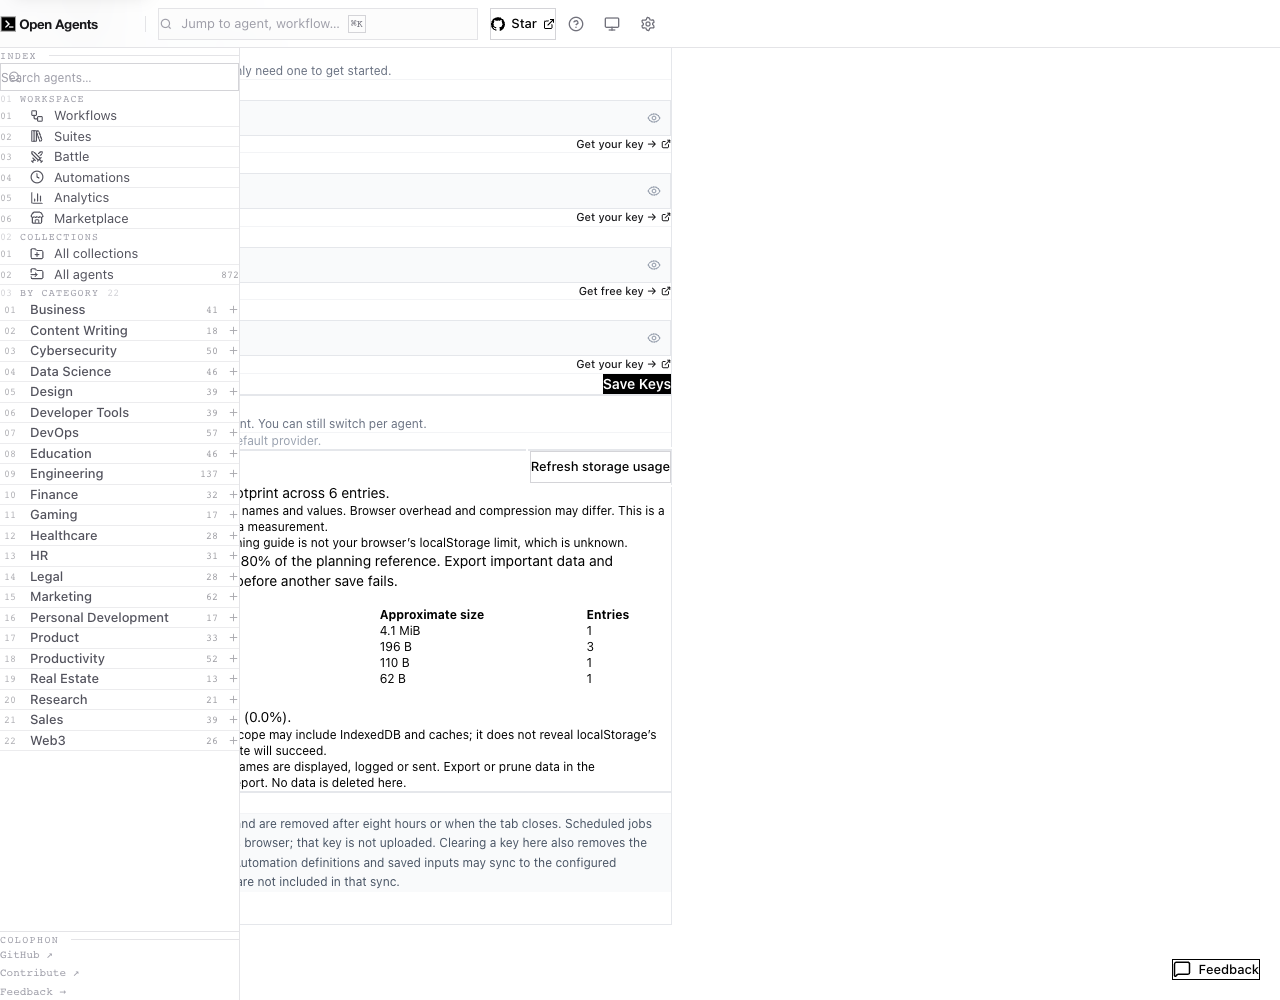 Open Agents
Jump to agent, workflow... ⌘K
Star
INDEX
Search agents...
01 WORKSPACE
01 Workflows
02 Suites
03 Battle
04 Automations
05 Analytics
06 Marketplace
02 COLLECTIONS
01 All collections
02 All agents 872
03 BY CATEGORY 22
01 Business 41 +
02 Content Writing 18 +
03 Cybersecurity 50 +
04 Data Science 46 +
05 Design 39 +
06 Developer Tools 39 +
07 DevOps 57 +
08 Education 46 +
09 Engineering 137 +
10 Finance 32 +
11 Gaming 17 +
12 Healthcare 28 +
13 HR 31 +
14 Legal 28 +
15 Marketing 62 +
16 Personal Development 17 +
17 Product 33 +
18 Productivity 52 +
19 Real Estate 13 +
20 Research 21 +
21 Sales 39 +
22 Web3 26 +
COLOPHON
GitHub ↗
Contribute ↗
Feedback →
need one to get started.
Get your key →
Get your key →
Get free key →
Get your key →
Save Keys
You can still switch per agent.
default provider.
Refresh storage usage
across 6 entries.
names and values. Browser overhead and compression may differ. This is a
a measurement.
guide is not your browser's localStorage limit, which is unknown.
80% of the planning reference. Export important data and
before another save fails.
Approximate size Entries
4.1 MiB 1
196 B 3
110 B 1
62 B 1
(0.0%).
may include IndexedDB and caches; it does not reveal localStorage's
will succeed.
are displayed, logged or sent. Export or prune data in the
No data is deleted here.
and are removed after eight hours or when the tab closes. Scheduled jobs
browser; that key is not uploaded. Clearing a key here also removes the
automation definitions and saved inputs may sync to the configured
are not included in that sync.
Feedback